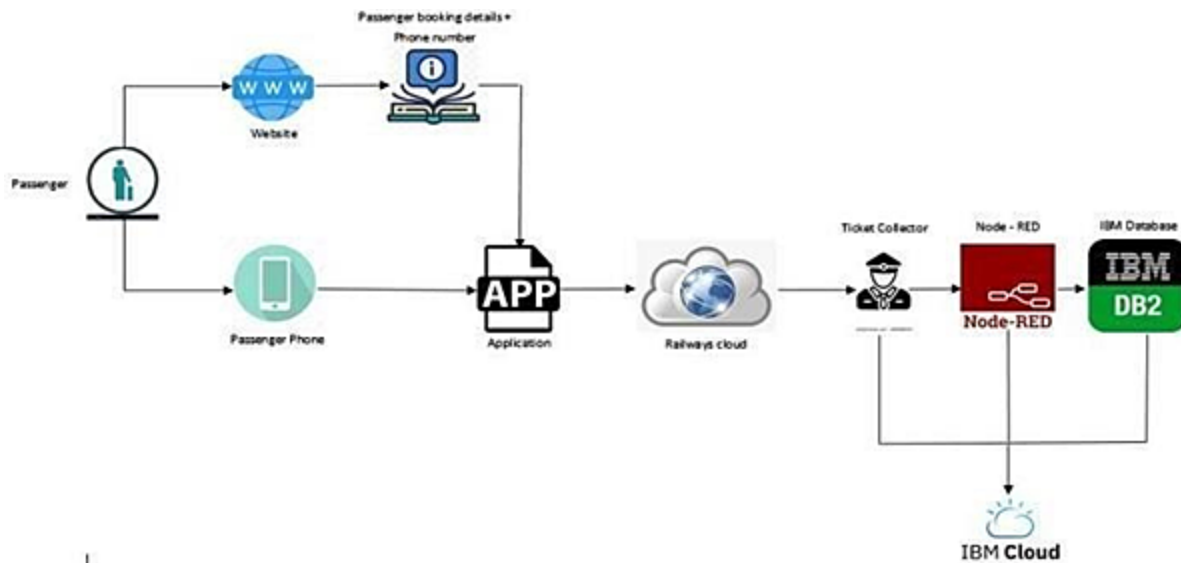 Passenger booking details +
Phone number
WWW
Website
Passenger
Passenger Phone
APP
Application
Railways cloud
Ticket Collector
Node - RED
Node-RED
IBM Database
IBM
DB2
IBM Cloud